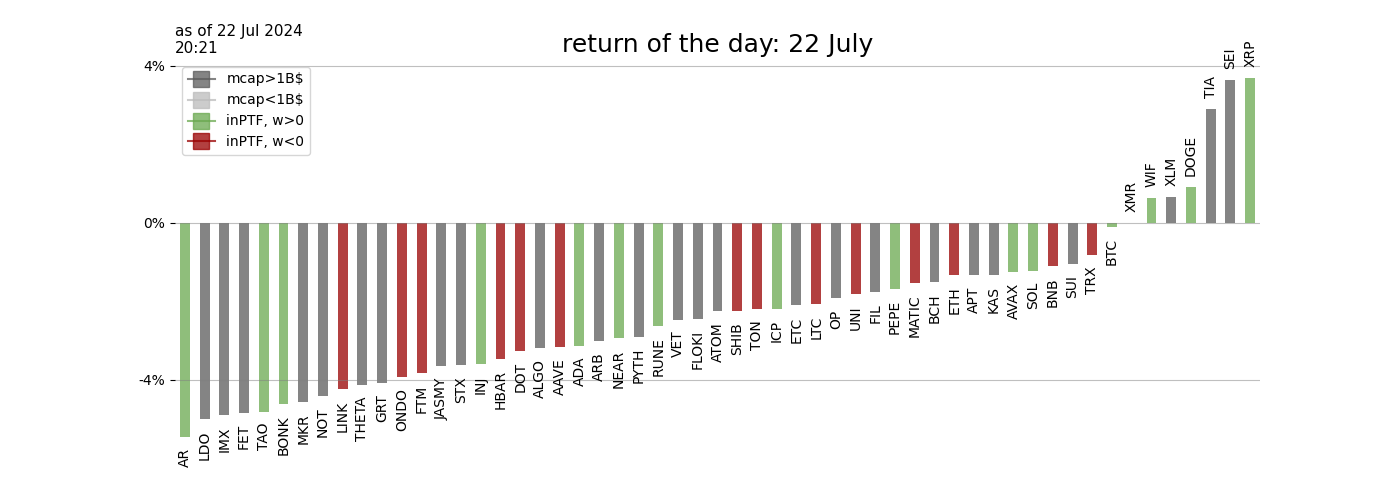 as of 22 Jul 2024
20:21
return of the day: 22 July
4%
0%
-4%
mcap>1B$
mcap<1B$
inPTF, w>0
inPTF, w<0
AR
LDO
IMX
FET
TAO
BONK
MKR
NOT
LINK
THETA
GRT
ONDO
FTM
JASMY
STX
INJ
HBAR
DOT
ALGO
AAVE
ADA
ARB
NEAR
PYTH
RUNE
VET
FLOKI
ATOM
SHIB
TON
ICP
ETC
LTC
OP
UNI
FIL
PEPE
MATIC
BCH
ETH
APT
KAS
AVAX
SOL
BNB
SUI
TRX
BTC
XMR
WIF
XLM
DOGE
TIA
SEI
XRP